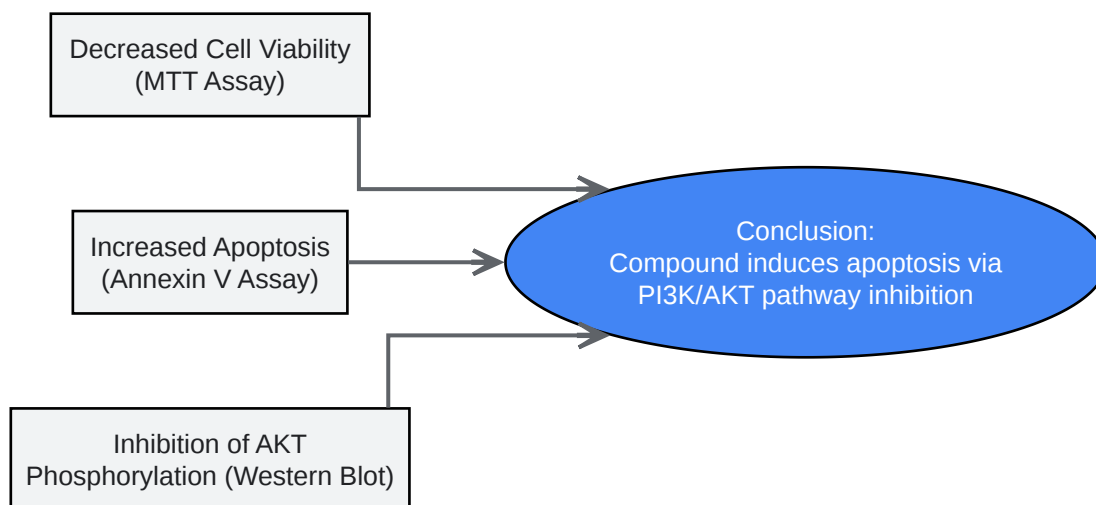 Decreased Cell Viability
(MTT Assay)
Increased Apoptosis
(Annexin V Assay)
Inhibition of AKT
Phosphorylation (Western Blot)
Conclusion:
Compound induces apoptosis via
PI3K/AKT pathway inhibition